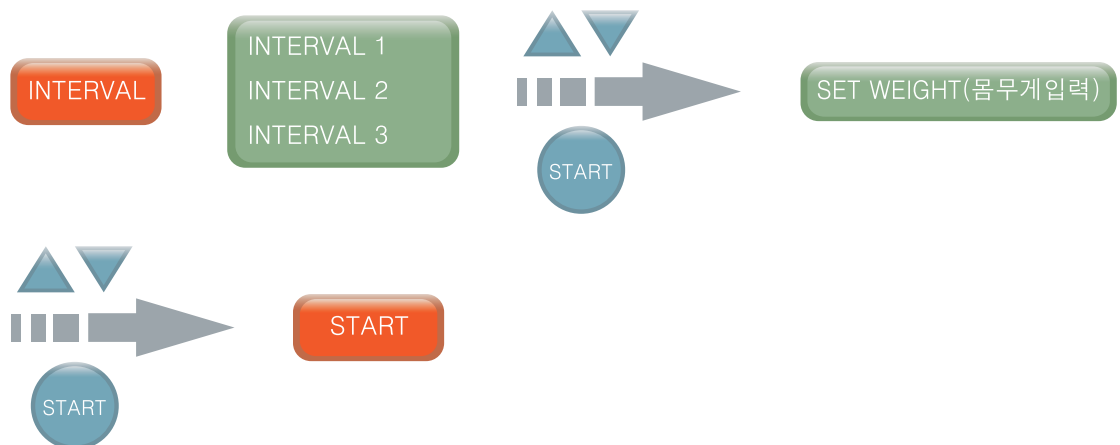 INTERVAL
INTERVAL 1
INTERVAL 2
INTERVAL 3
START
SET WEIGHT(몸무게입력)
START
START